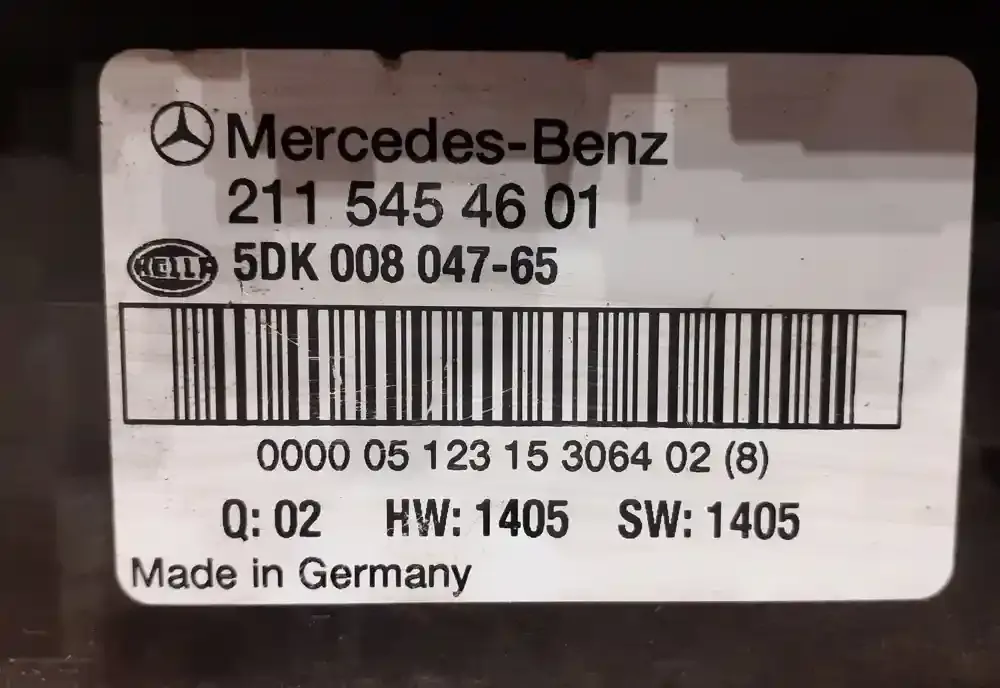 Mercedes-Benz
211 545 46 01
HELLA 5DK 008 047-65
0000 05 123 15 3064 02 (8)
Q: 02 HW: 1405 SW: 1405
Made in Germany